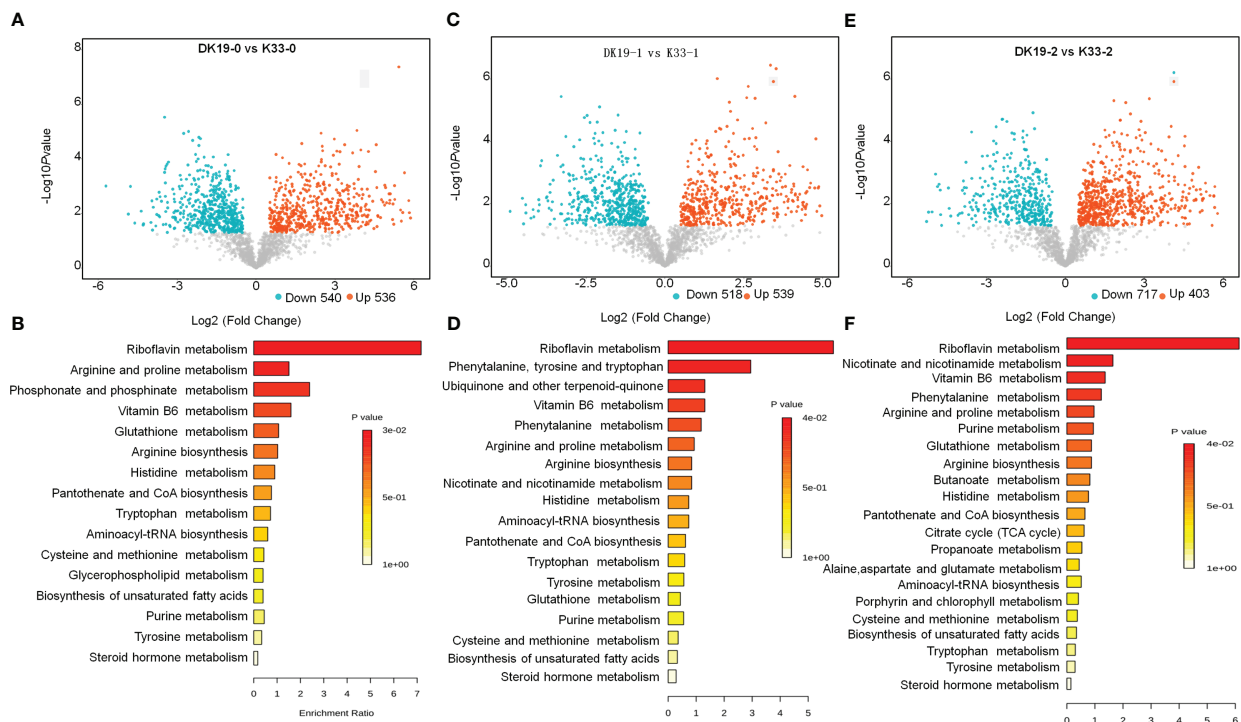 A
DK19-0 vs K33-0
8
6
4
2
0
-Log10Pvalue
-6
-3
0
3
6
Down 540
Up 536
Log2 (Fold Change)
B
Riboflavin metabolism
Arginine and proline metabolism
Phosphonate and phosphinate metabolism
Vitamin B6 metabolism
Glutathione metabolism
Arginine biosynthesis
Histidine metabolism
Pantothenate and CoA biosynthesis
Tryptophan metabolism
Aminoacyl-tRNA biosynthesis
Cysteine and methionine metabolism
Glycerophospholipid metabolism
Biosynthesis of unsaturated fatty acids
Purine metabolism
Tyrosine metabolism
Steroid hormone metabolism
P value
3e-02
5e-01
1e+00
0 1 2 3 4 5 6 7
Enrichment Ratio
C
DK19-1 vs K33-1
6
4
2
0
-Log10Pvalue
-5.0
-2.5
0.0
2.5
5.0
Down 518
Up 539
Log2 (Fold Change)
D
Riboflavin metabolism
Phenytalanine, tyrosine and tryptophan
Ubiquinone and other terpenoid-quinone
Vitamin B6 metabolism
Phenytalanine metabolism
Arginine and proline metabolism
Arginine biosynthesis
Nicotinate and nicotinamide metabolism
Histidine metabolism
Aminoacyl-tRNA biosynthesis
Pantothenate and CoA biosynthesis
Tryptophan metabolism
Tyrosine metabolism
Glutathione metabolism
Purine metabolism
Cysteine and methionine metabolism
Biosynthesis of unsaturated fatty acids
Steroid hormone metabolism
P value
4e-02
5e-01
1e+00
0 1 2 3 4 5
E
DK19-2 vs K33-2
6
4
2
0
-Log10Pvalue
-6
-3
0
3
6
Down 717
Up 403
Log2 (Fold Change)
F
Riboflavin metabolism
Nicotinate and nicotinamide metabolism
Vitamin B6 metabolism
Phenytalanine metabolism
Arginine and proline metabolism
Purine metabolism
Glutathione metabolism
Arginine biosynthesis
Butanoate metabolism
Histidine metabolism
Pantothenate and CoA biosynthesis
Citrate cycle (TCA cycle)
Propanoate metabolism
Alaine,aspartate and glutamate metabolism
Aminoacyl-tRNA biosynthesis
Porphyrin and chlorophyll metabolism
Cysteine and methionine metabolism
Biosynthesis of unsaturated fatty acids
Tryptophan metabolism
Tyrosine metabolism
Steroid hormone metabolism
P value
4e-02
5e-01
1e+00
0 1 2 3 4 5 6